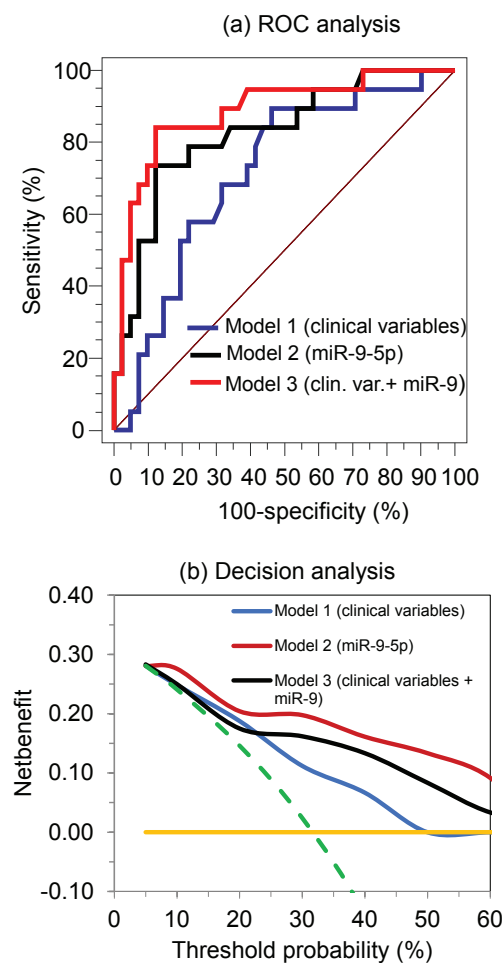 (a) ROC analysis
100
80
60
40
20
0
Sensitivity (%)
Model 1 (clinical variables)
Model 2 (miR-9-5p)
Model 3 (clin. var.+ miR-9)
0 10 20 30 40 50 60 70 80 90 100
100-specificity (%)
(b) Decision analysis
0.40
0.30
0.20
0.10
0.00
-0.10
Netbenefit
Model 1 (clinical variables)
Model 2 (miR-9-5p)
Model 3 (clinical variables +
miR-9)
0 10 20 30 40 50 60
Threshold probability (%)